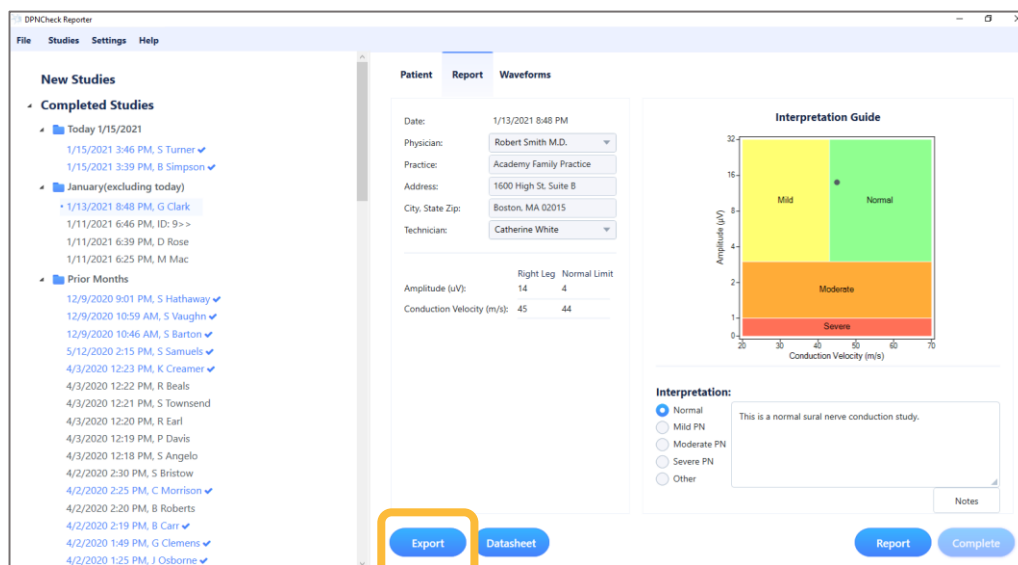 DPNCheck Reporter
File Studies Settings Help
New Studies
Completed Studies
Today 1/15/2021
1/15/2021 3:46 PM, S Turner
1/15/2021 3:39 PM, B Simpson
January(excluding today)
1/13/2021 8:48 PM, G Clark
1/11/2021 6:46 PM, ID: 9>>
1/11/2021 6:39 PM, D Rose
1/11/2021 6:25 PM, M Mac
Prior Months
12/9/2020 9:01 PM, S Hathaway
12/9/2020 10:59 AM, S Vaughn
12/9/2020 10:46 AM, S Barton
5/12/2020 2:15 PM, S Samuels
4/3/2020 12:23 PM, K Creamer
4/3/2020 12:22 PM, R Beals
4/3/2020 12:21 PM, S Townsend
4/3/2020 12:20 PM, R Earl
4/3/2020 12:19 PM, P Davis
4/3/2020 12:18 PM, S Angelo
4/2/2020 2:30 PM, S Bristow
4/2/2020 2:25 PM, C Morrison
4/2/2020 2:20 PM, B Roberts
4/2/2020 2:19 PM, B Carr
4/2/2020 1:49 PM, G Clemens
4/2/2020 1:25 PM, J Osborne
Patient Report Waveforms
Date: 1/13/2021 8:48 PM
Physician: Robert Smith M.D.
Practice: Academy Family Practice
Address: 1600 High St. Suite B
City, State Zip: Boston, MA 02015
Technician: Catherine White
Right Leg Normal Limit
Amplitude (uV): 14 4
Conduction Velocity (m/s): 45 44
Interpretation Guide
Amplitude (µV)
32
16
8
4
2
1
0
Mild
Normal
Moderate
Severe
20 30 40 50 60 70
Conduction Velocity (m/s)
Interpretation:
Normal
Mild PN
Moderate PN
Severe PN
Other
This is a normal sural nerve conduction study.
Notes
Export Datasheet Report Complete